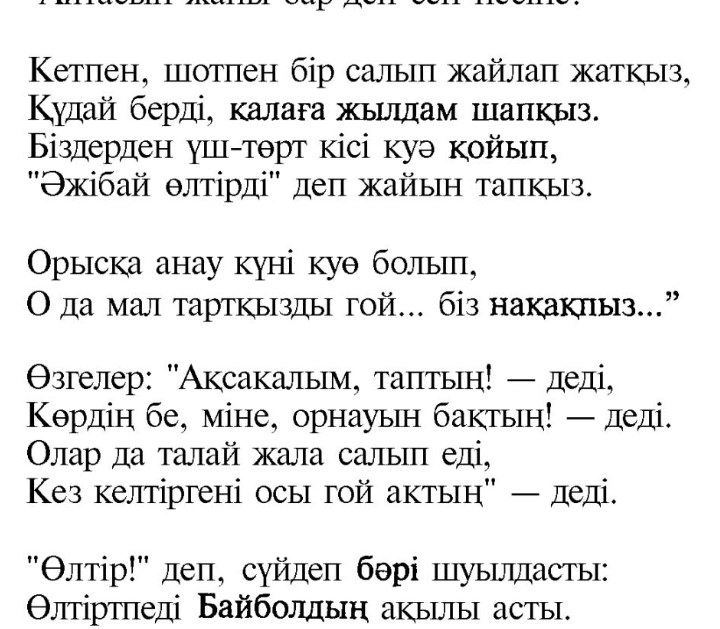 Кетпен, шотпен бір салып жайлап жатқыз,
Құдай берді, қалаға жылдам шапқыз.
Біздерден үш-төрт кісі куә қойып,
"Әжібай өлтірді" деп жайын тапқыз.
Орысқа анау күні куө болып,
О да мал тартқызды гой... біз нақақпыз...”
Өзгелер: "Ақсакалым, таптың! — деді,
Көрдің бе, міне, орнауын бақтың! — деді.
Олар да талай жала салып еді,
Кез келтіргені осы гой актың" — деді.
"Өлтір!" деп, сүйдеп бәрі шуылдасты:
Өлтіртпеді Байболдың ақылы асты.